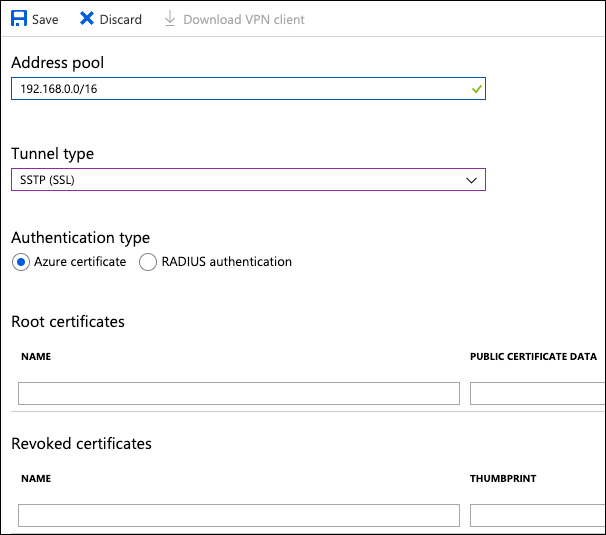 Save Discard Download VPN client
Address pool
192.168.0.0/16
Tunnel type
SSTP (SSL)
Authentication type
Azure certificate RADIUS authentication
Root certificates
NAME PUBLIC CERTIFICATE DATA
Revoked certificates
NAME THUMBPRINT